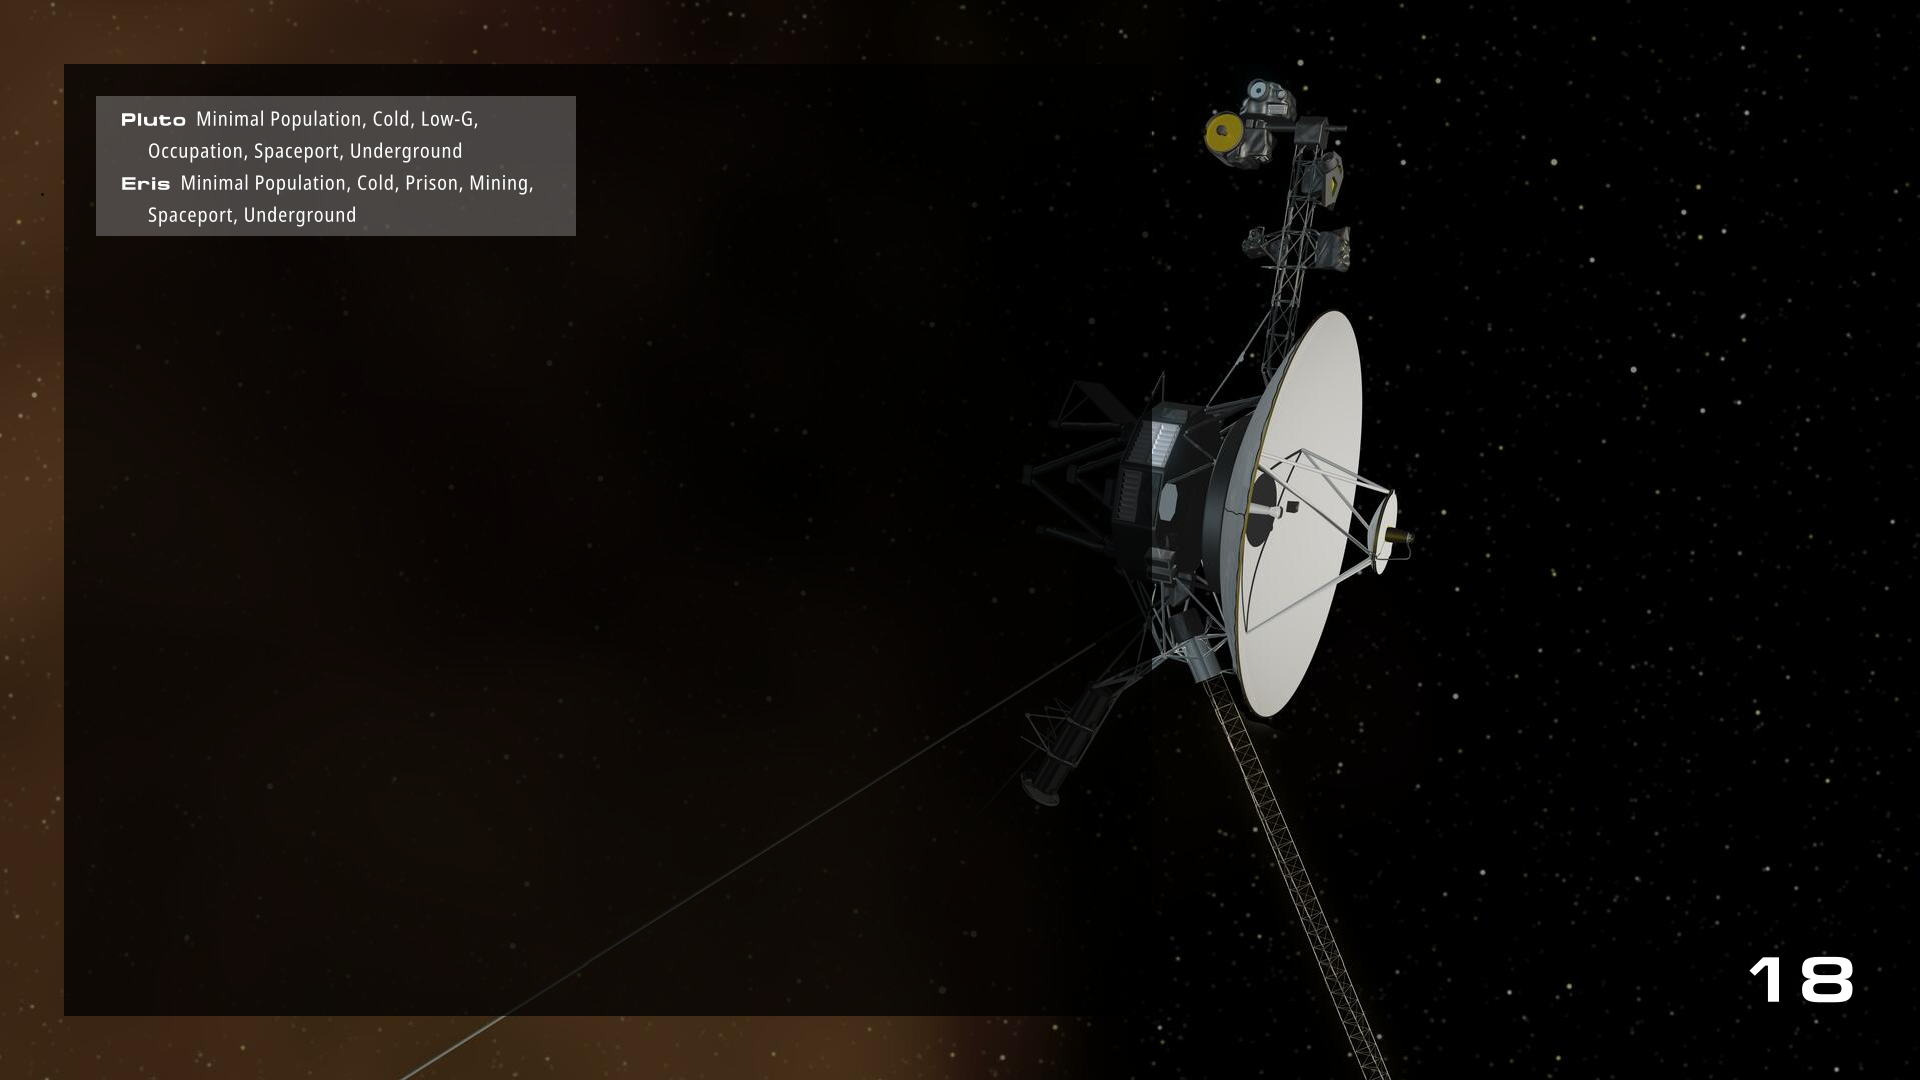 Pluto Minimal Population, Cold, Low-G,
Occupation, Spaceport, Underground
Eris Minimal Population, Cold, Prison, Mining,
Spaceport, Underground
18